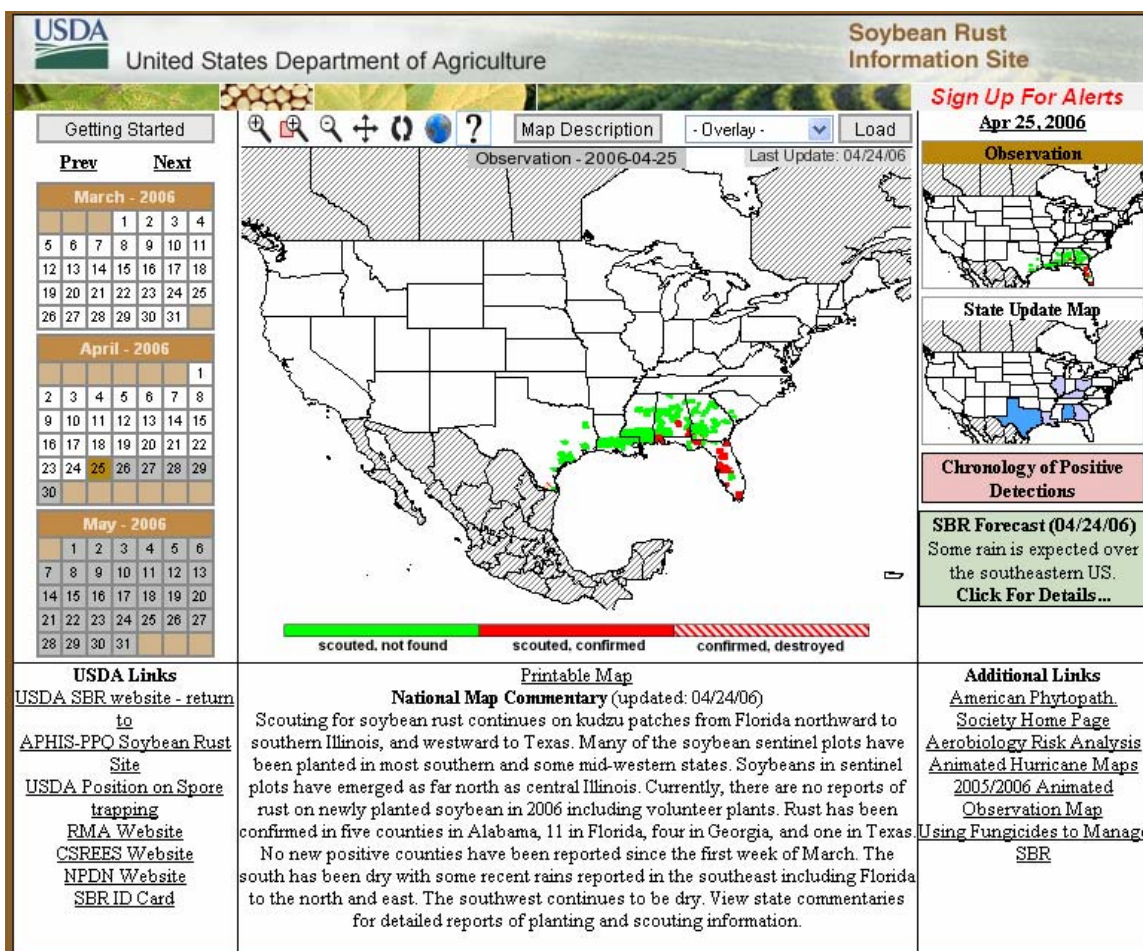 USDA
United States Department of Agriculture
Soybean Rust
Information Site
Sign Up For Alerts
Getting Started
Prev Next
March - 2006
1 2 3 4
5 6 7 8 9 10 11
12 13 14 15 16 17 18
19 20 21 22 23 24 25
26 27 28 29 30 31
April - 2006
1
2 3 4 5 6 7 8
9 10 11 12 13 14 15
16 17 18 19 20 21 22
23 24 25 26 27 28 29
30
May - 2006
1 2 3 4 5 6
7 8 9 10 11 12 13
14 15 16 17 18 19 20
21 22 23 24 25 26 27
28 29 30 31
? Map Description - Overlay - Load
Observation - 2006-04-25 Last Update: 04/24/06
scouted, not found scouted, confirmed confirmed, destroyed
Apr 25, 2006
Observation
State Update Map
Chronology of Positive
Detections
SBR Forecast (04/24/06)
Some rain is expected over
the southeastern US.
Click For Details...
USDA Links
USDA SBR website - return
to
APHIS-PPQ Soybean Rust
Site
USDA Position on Spore
trapping
RMA Website
CSREES Website
NPDN Website
SBR ID Card
Printable Map
National Map Commentary (updated: 04/24/06)
Scouting for soybean rust continues on kudzu patches from Florida northward to
southern Illinois, and westward to Texas. Many of the soybean sentinel plots have
been planted in most southern and some mid-western states. Soybeans in sentinel
plots have emerged as far north as central Illinois. Currently, there are no reports of
rust on newly planted soybean in 2006 including volunteer plants. Rust has been
confirmed in five counties in Alabama, 11 in Florida, four in Georgia, and one in Texas.
No new positive counties have been reported since the first week of March. The
south has been dry with some recent rains reported in the southeast including Florida
to the north and east. The southwest continues to be dry. View state commentaries
for detailed reports of planting and scouting information.
Additional Links
American Phytopath.
Society Home Page
Aerobiology Risk Analysis
Animated Hurricane Maps
2005/2006 Animated
Observation Map
Using Fungicides to Manage
SBR